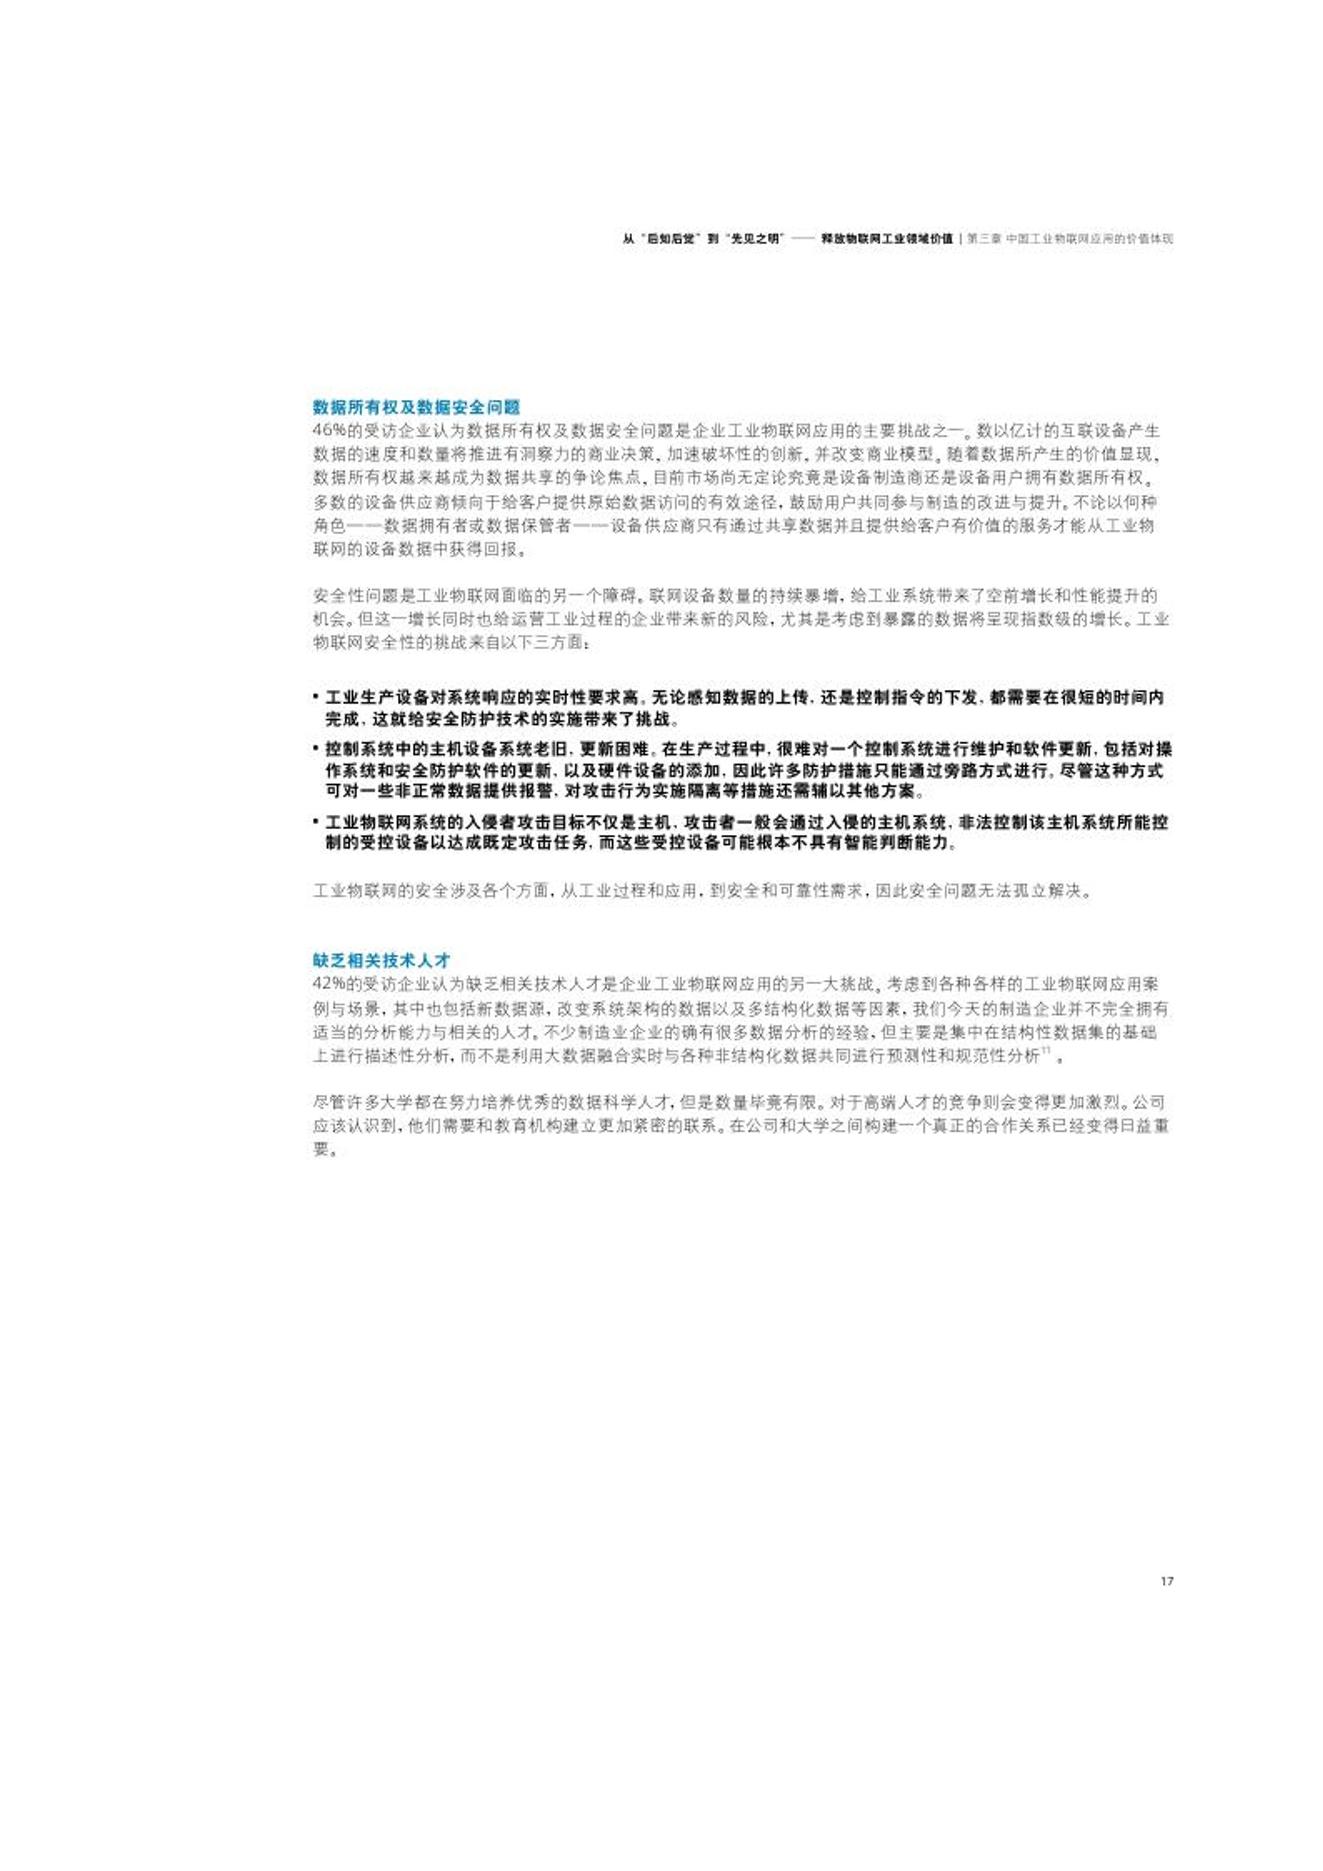 从“后知后觉”到“先见之明”—— 释放物联网工业领域价值 | 第三章 中国工业物联网应用的价值体现
数据所有权及数据安全问题
46%的受访企业认为数据所有权及数据安全问题是企业工业物联网应用的主要挑战之一。数以亿计的互联设备产生
数据的速度和数量将推进有洞察力的商业决策，加速破坏性的创新，并改变商业模型。随着数据所产生的价值显现，
数据所有权越来越成为数据共享的争论焦点，目前市场尚无定论究竟是设备制造商还是设备用户拥有数据所有权。
多数的设备供应商倾向于给客户提供原始数据访问的有效途径，鼓励用户共同参与制造的改进与提升。不论以何种
角色——数据拥有者或数据保管者——设备供应商只有通过共享数据并且提供给客户有价值的服务才能从工业物
联网的设备数据中获得回报。
安全性问题是工业物联网面临的另一个障碍。联网设备数量的持续暴增，给工业系统带来了空前增长和性能提升的
机会。但这一增长同时也给运营工业过程的企业带来新的风险，尤其是考虑到暴露的数据将呈现指数级的增长。工业
物联网安全性的挑战来自以下三方面：
• 工业生产设备对系统响应的实时性要求高。无论感知数据的上传，还是控制指令的下发，都需要在很短的时间内
完成，这就给安全防护技术的实施带来了挑战。
• 控制系统中的主机设备系统老旧，更新困难。在生产过程中，很难对一个控制系统进行维护和软件更新，包括对操
作系统和安全防护软件的更新，以及硬件设备的添加，因此许多防护措施只能通过旁路方式进行。尽管这种方式
可对一些非正常数据提供报警，对攻击行为实施隔离等措施还需辅以其他方案。
• 工业物联网系统的入侵者攻击目标不仅是主机，攻击者一般会通过入侵的主机系统，非法控制该主机系统所能控
制的受控设备以达成既定攻击任务，而这些受控设备可能根本不具有智能判断能力。
工业物联网的安全涉及各个方面，从工业过程和应用，到安全和可靠性需求，因此安全问题无法孤立解决。
缺乏相关技术人才
42%的受访企业认为缺乏相关技术人才是企业工业物联网应用的另一大挑战。考虑到各种各样的工业物联网应用案
例与场景，其中也包括新数据源，改变系统架构的数据以及多结构化数据等因素，我们今天的制造企业并不完全拥有
适当的分析能力与相关的人才。不少制造业企业的确有很多数据分析的经验，但主要是集中在结构性数据集的基础
上进行描述性分析，而不是利用大数据融合实时与各种非结构化数据共同进行预测性和规范性分析¹¹ 。
尽管许多大学都在努力培养优秀的数据科学人才，但是数量毕竟有限。对于高端人才的竞争则会变得更加激烈。公司
应该认识到，他们需要和教育机构建立更加紧密的联系。在公司和大学之间构建一个真正的合作关系已经变得日益重
要。
17